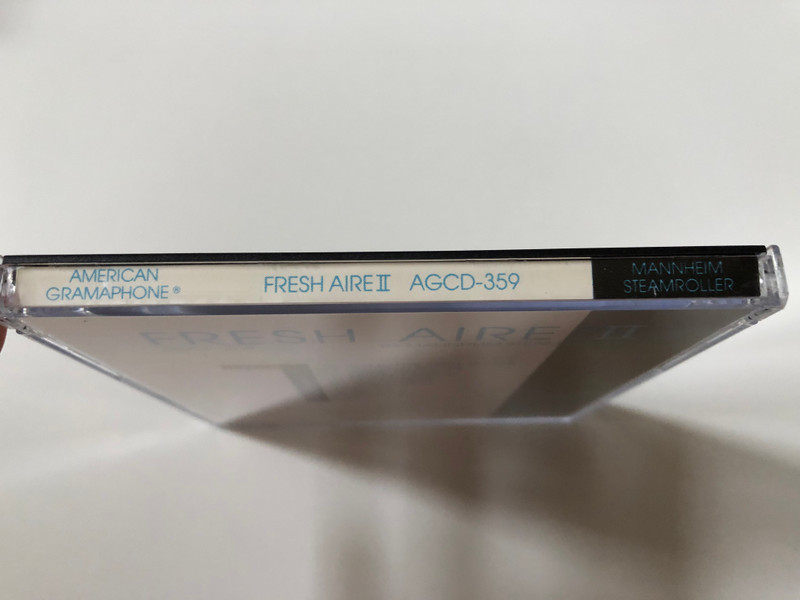 AMERICAN
GRAMAPHONE®
FRESH AIRE II AGCD-359
MANNHEIM
STEAMROLLER
FRESH AIRE II